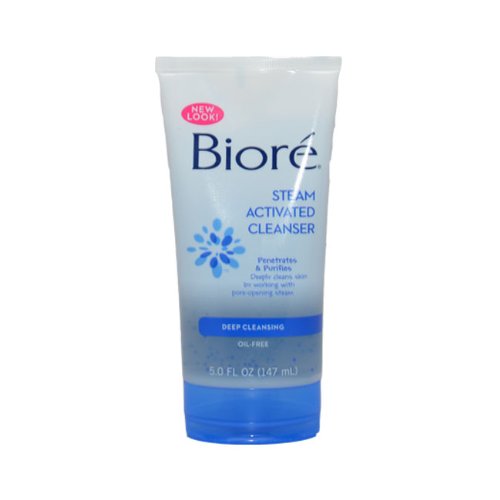 NEW
LOOK!
Bioré
STEAM
ACTIVATED
CLEANSER
Penetrates
& Purifies
Deeply cleans skin
by working with
pore-opening steam
DEEP CLEANSING
OIL-FREE
5.0 FL OZ (147 mL)